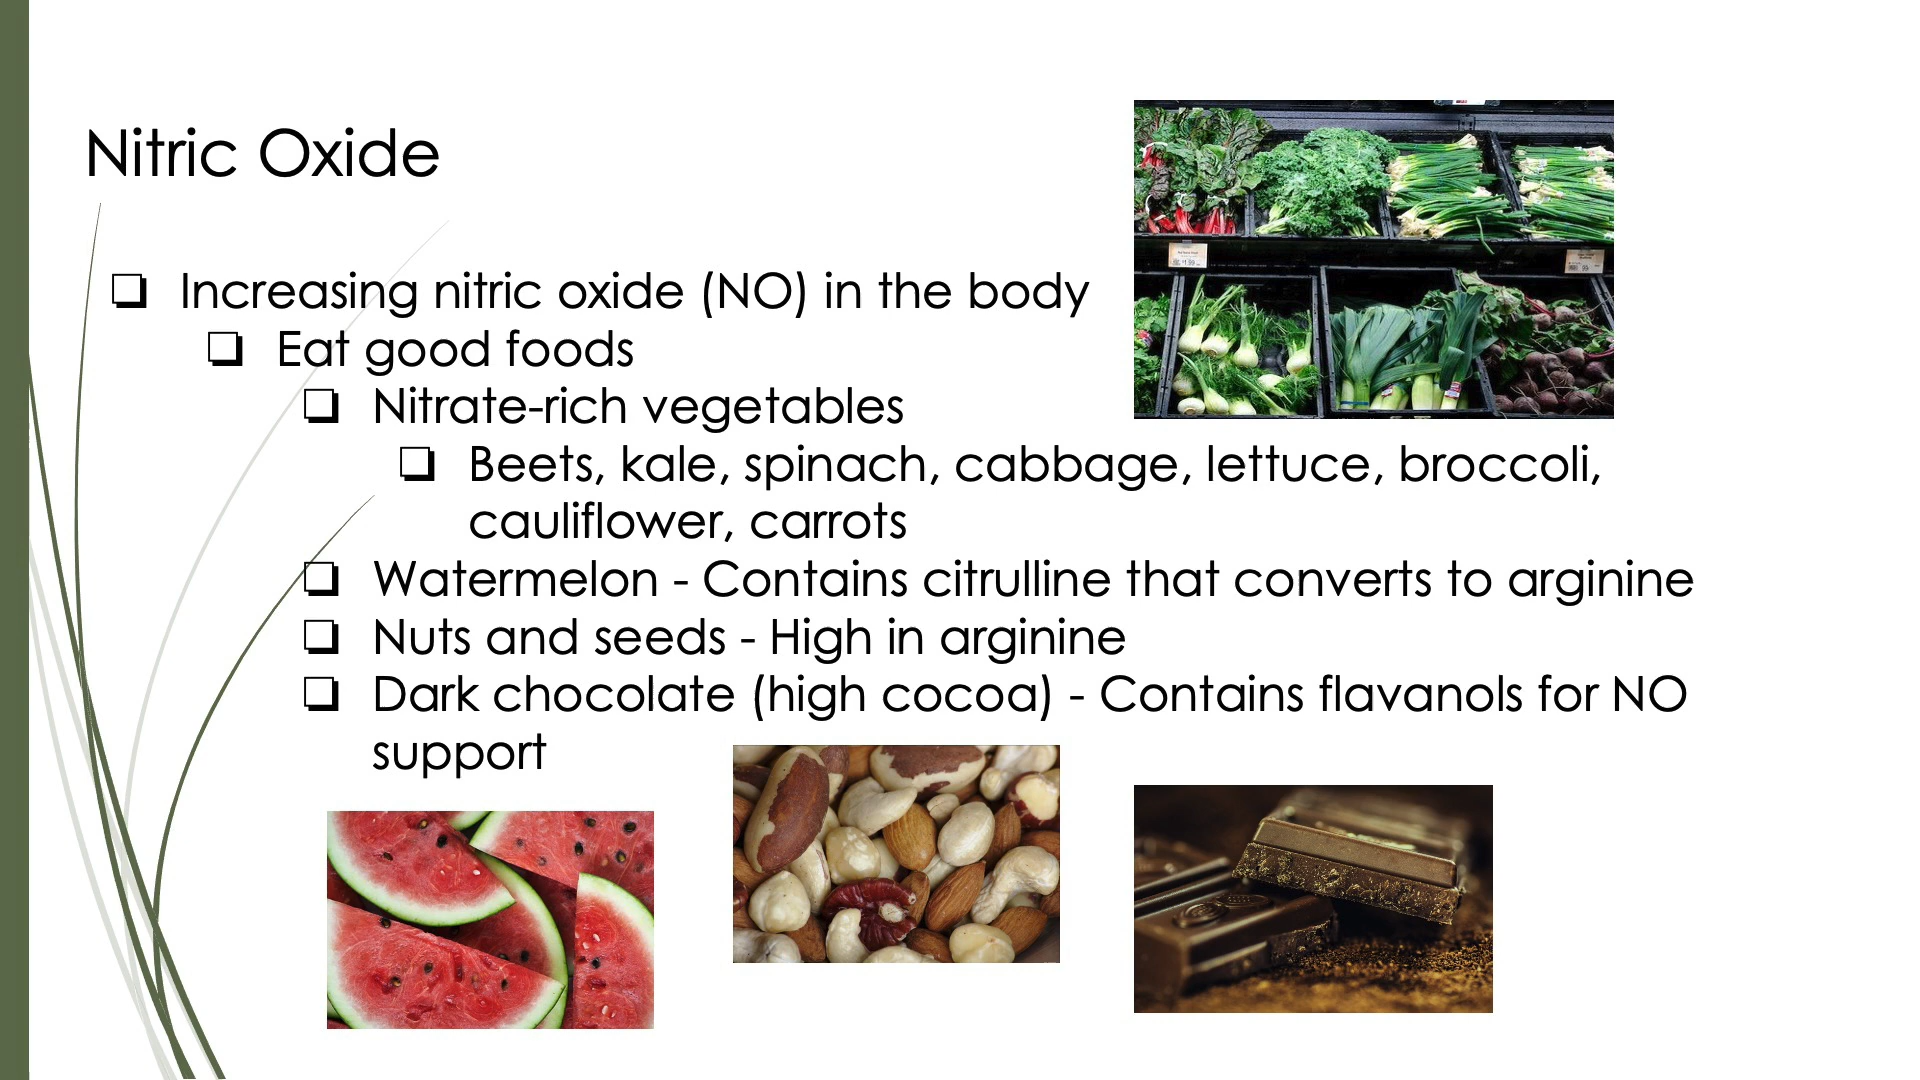 Nitric Oxide
❑ Increasing nitric oxide (NO) in the body
❑ Eat good foods
❑ Nitrate-rich vegetables
❑ Beets, kale, spinach, cabbage, lettuce, broccoli,
cauliflower, carrots
❑ Watermelon - Contains citrulline that converts to arginine
❑ Nuts and seeds - High in arginine
❑ Dark chocolate (high cocoa) - Contains flavanols for NO
support